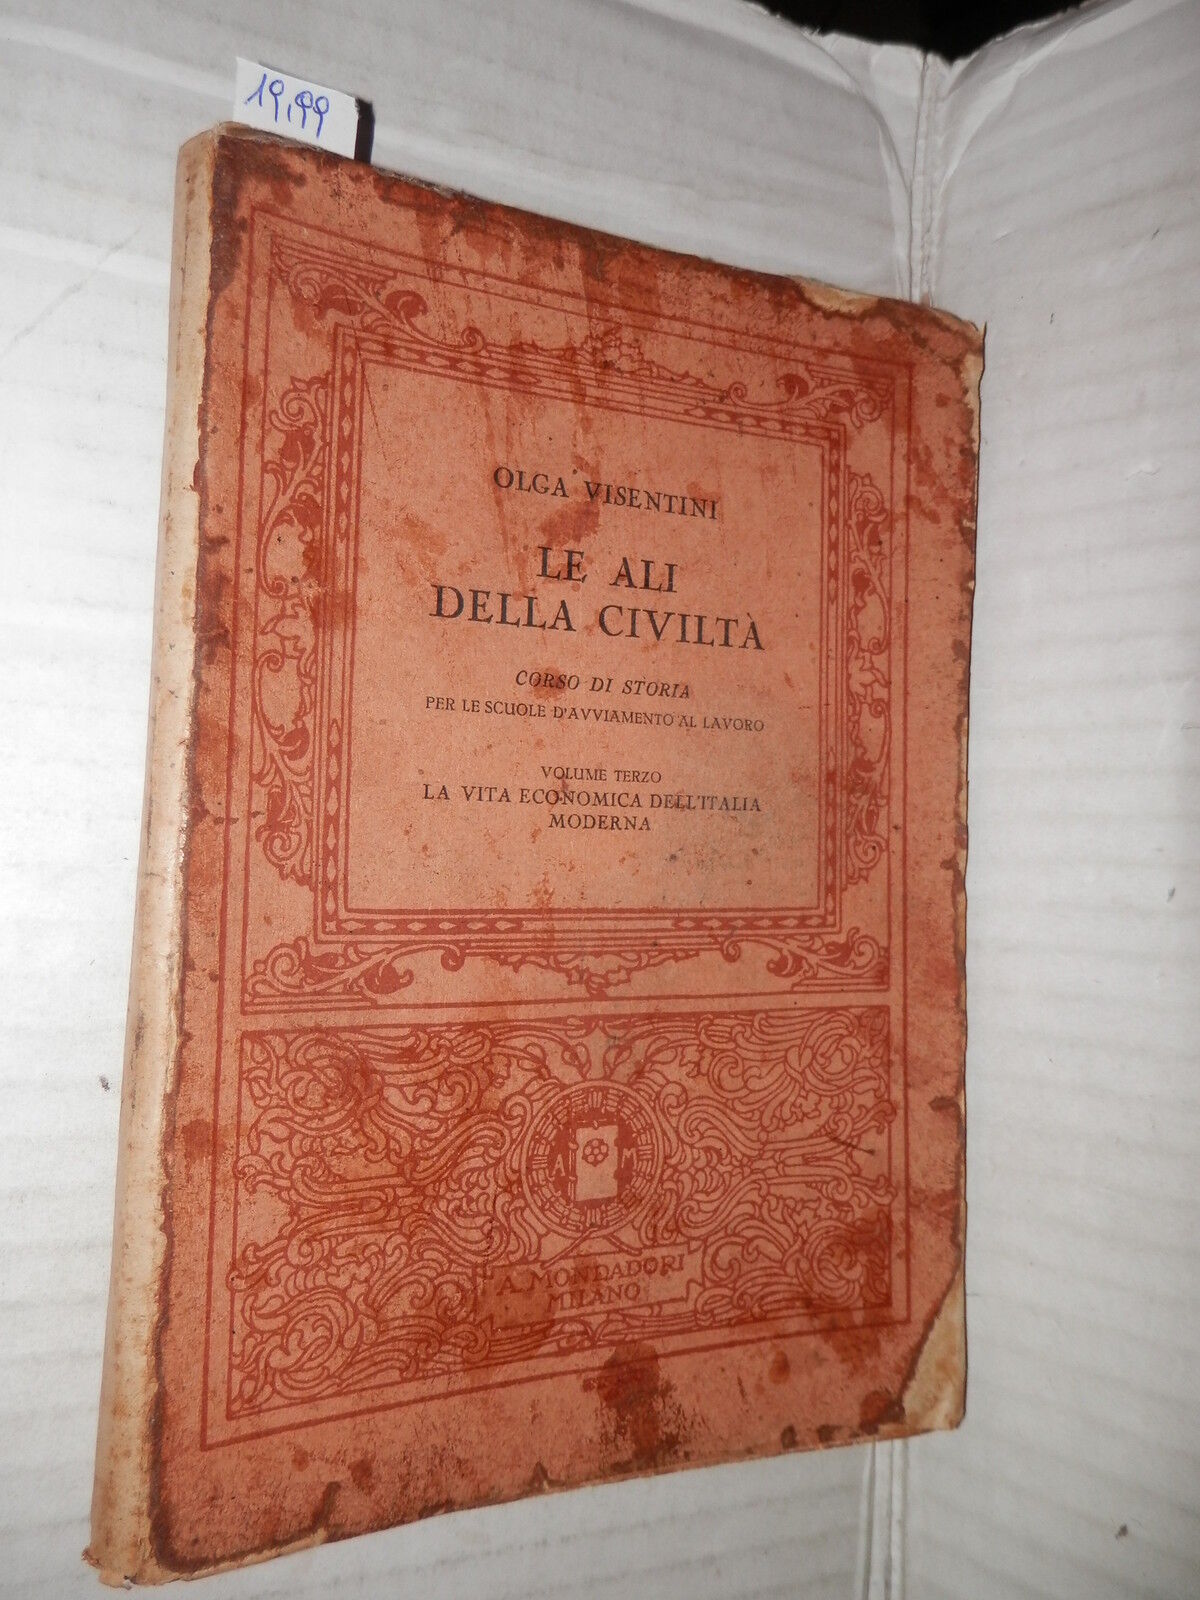 19,99
OLGA VISENTINI
LE ALI
DELLA CIVILTÀ
CORSO DI STORIA
PER LE SCUOLE D'AVVIAMENTO AL LAVORO
VOLUME TERZO
LA VITA ECONOMICA DELL'ITALIA
MODERNA
A M
A. MONDADORI
MILANO